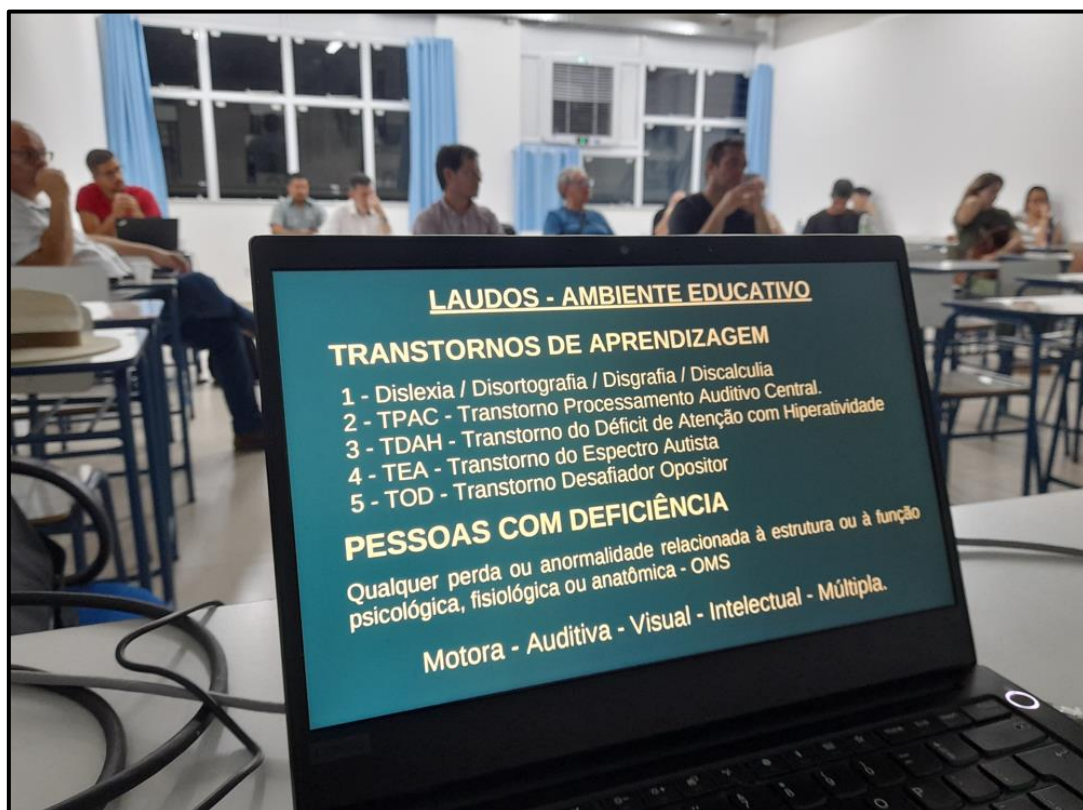 LAUDOS - AMBIENTE EDUCATIVO
TRANSTORNOS DE APRENDIZAGEM
1 - Dislexia / Disortografia / Disgrafia / Discalculia
2 - TPAC - Transtorno Processamento Auditivo Central.
3 - TDAH - Transtorno do Déficit de Atenção com Hiperatividade
4 - TEA - Transtorno do Espectro Autista
5 - TOD - Transtorno Desafiador Opositor
PESSOAS COM DEFICIÊNCIA
Qualquer perda ou anormalidade relacionada à estrutura ou à função
psicológica, fisiológica ou anatômica - OMS
Motora - Auditiva - Visual - Intelectual - Múltipla.